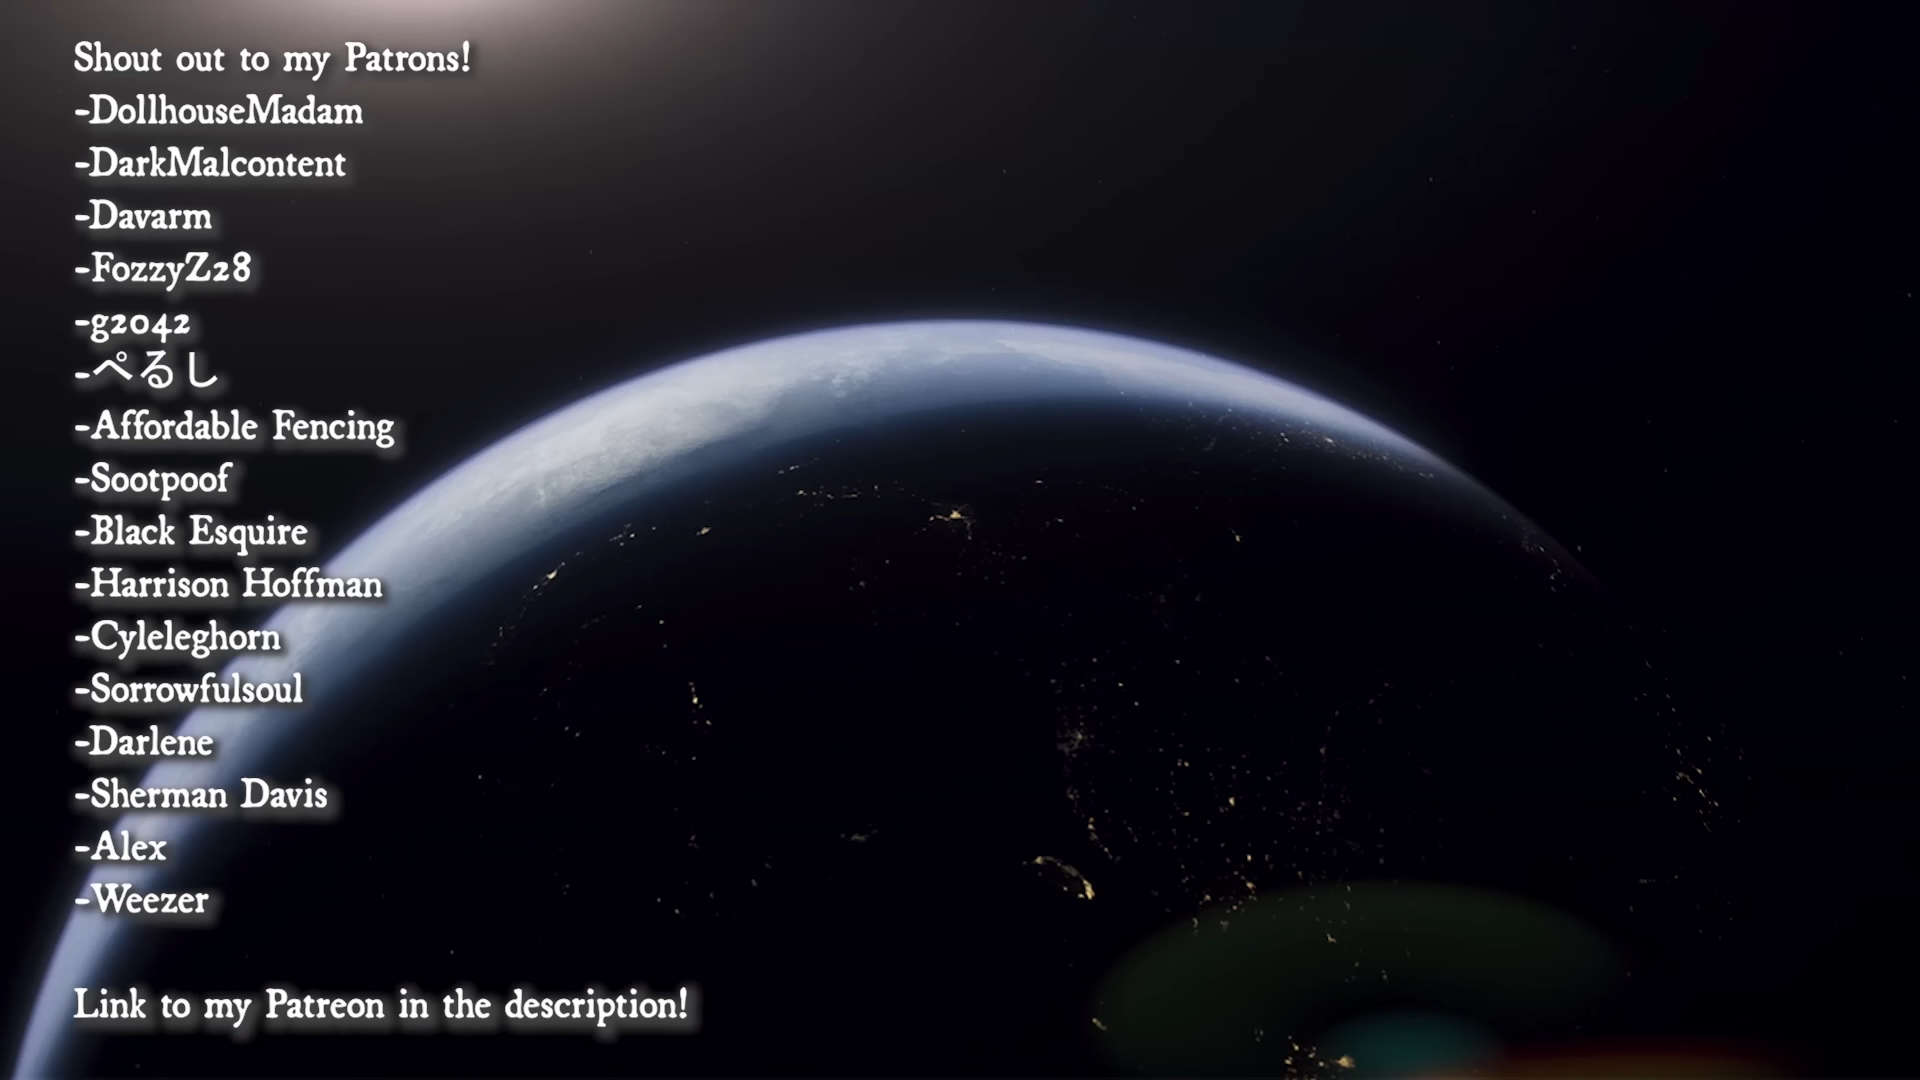 Shout out to my Patrons!
-DollhouseMadam
-DarkMalcontent
-Davarm
-FozzyZ28
-g2042
-ぺるし
-Affordable Fencing
-Sootpoof
-Black Esquire
-Harrison Hoffman
-Cyleleghorn
-Sorrowfulsoul
-Darlene
-Sherman Davis
-Alex
-Weezer
Link to my Patreon in the description!